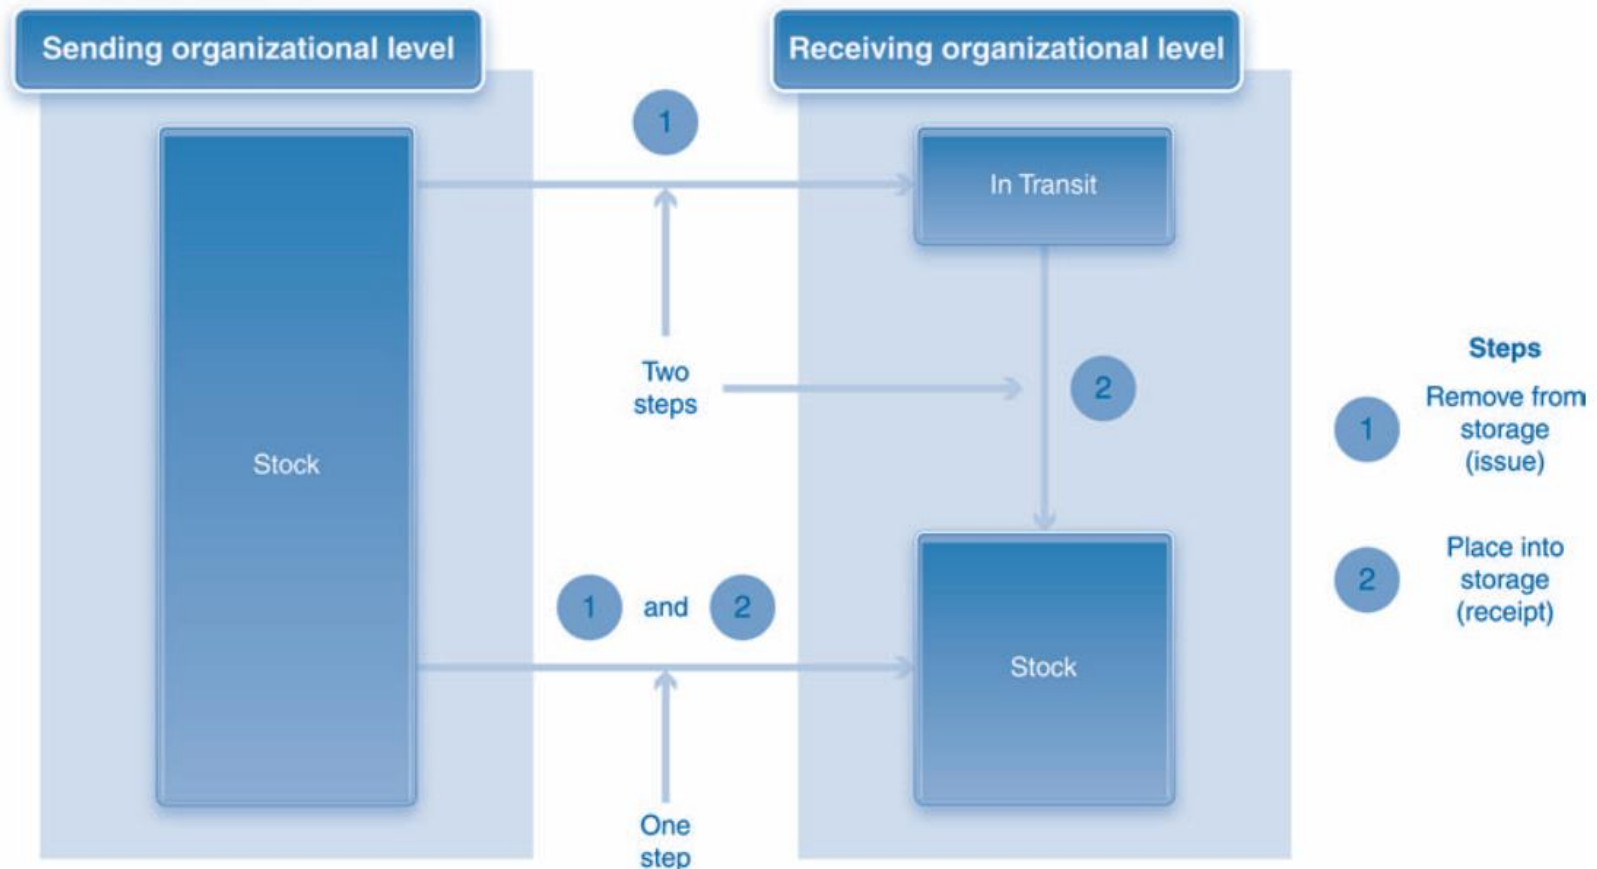 Sending organizational level
Receiving organizational level
1
In Transit
Two
steps
2
Stock
1 and 2
Stock
One
step
Steps
1
Remove from
storage
(issue)
2
Place into
storage
(receipt)